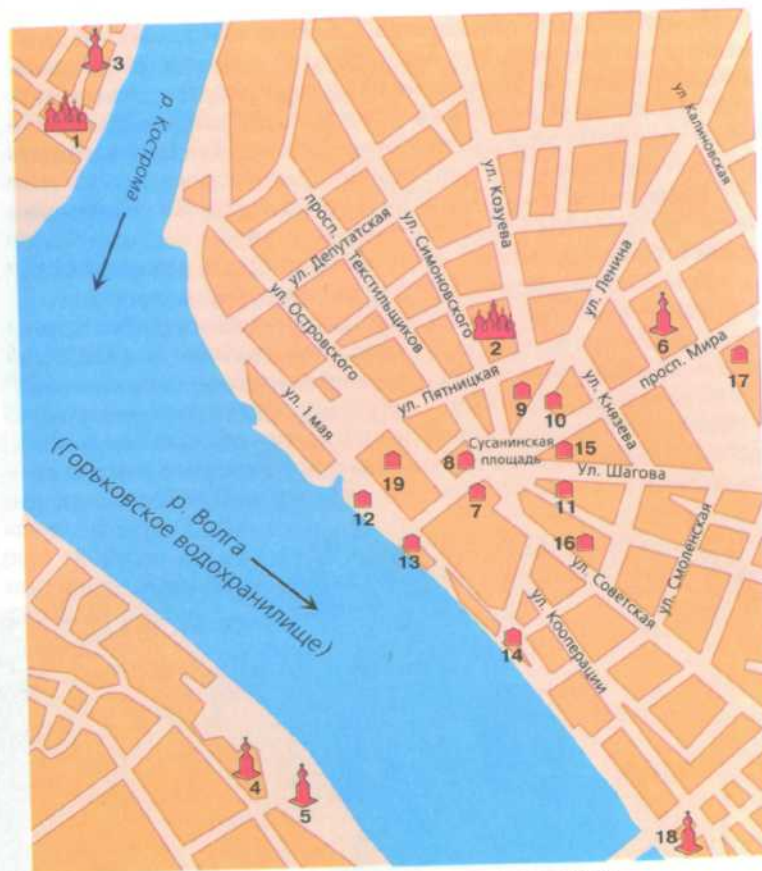 3
1
р. Кострома
ул. Калиновская
ул. Козуева
просп. Текстильщиков
ул. Симоновского
ул. Депутатская
ул. Ленина
ул. Островского
2
6
просп. Мира
17
ул. Пятницкая
ул. Князева
ул. 1 мая
9
10
Сусанинская
площадь
15
8
Ул. Шагова
19
7
11
12
р. Волга
(Горьковское водохранилище)
13
16
ул. Смоленская
ул. Советская
14
ул. Кооперации
4
5
18